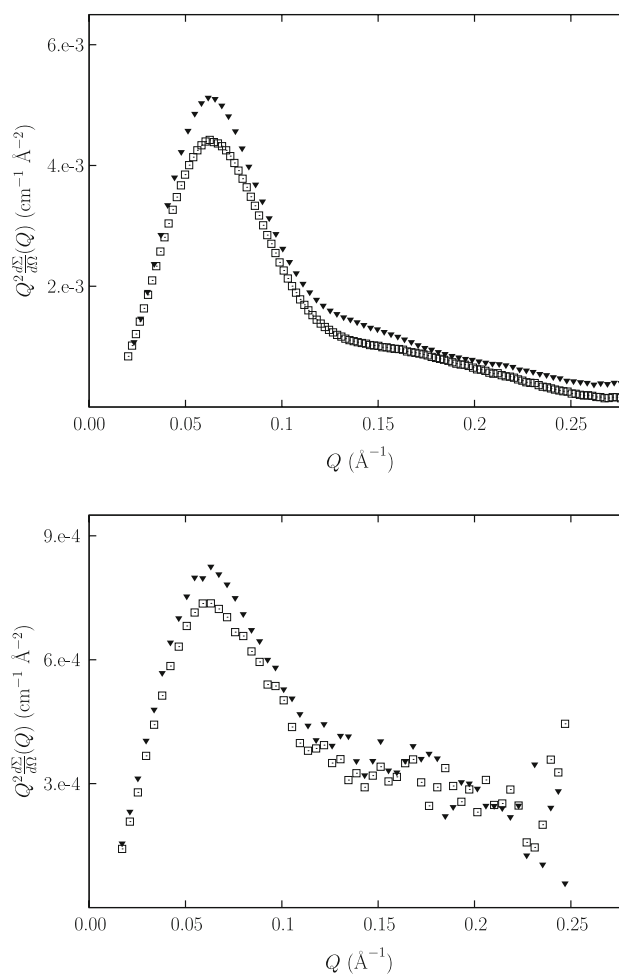 6.e-3
4.e-3
2.e-3
Q² dΣ/dΩ (Q) (cm⁻¹ Å⁻²)
0.00 0.05 0.1 0.15 0.2 0.25
Q (Å⁻¹)
9.e-4
6.e-4
3.e-4
Q² dΣ/dΩ (Q) (cm⁻¹ Å⁻²)
0.00 0.05 0.1 0.15 0.2 0.25
Q (Å⁻¹)